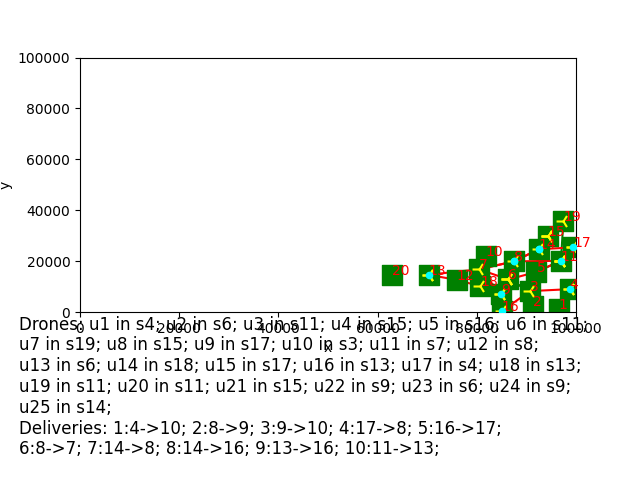 100000
80000
60000
40000
20000
0
y
19
17
10
20
13
0 20000 40000 60000 80000 100000
x
Drones: u1 in s4; u2 in s6; u3 in s11; u4 in s15; u5 in s16; u6 in s11;
u7 in s19; u8 in s15; u9 in s17; u10 in s3; u11 in s7; u12 in s8;
u13 in s6; u14 in s18; u15 in s17; u16 in s13; u17 in s4; u18 in s13;
u19 in s11; u20 in s11; u21 in s15; u22 in s9; u23 in s6; u24 in s9;
u25 in s14;
Deliveries: 1:4->10; 2:8->9; 3:9->10; 4:17->8; 5:16->17;
6:8->7; 7:14->8; 8:14->16; 9:13->16; 10:11->13;